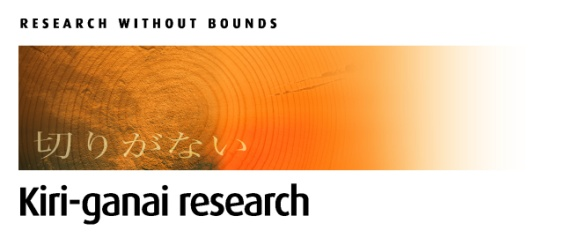 RESEARCH WITHOUT BOUNDS
切りがない
Kiri-ganai research